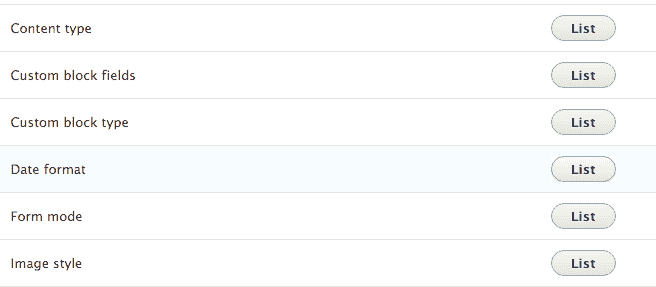 Content type List
Custom block fields List
Custom block type List
Date format List
Form mode List
Image style List